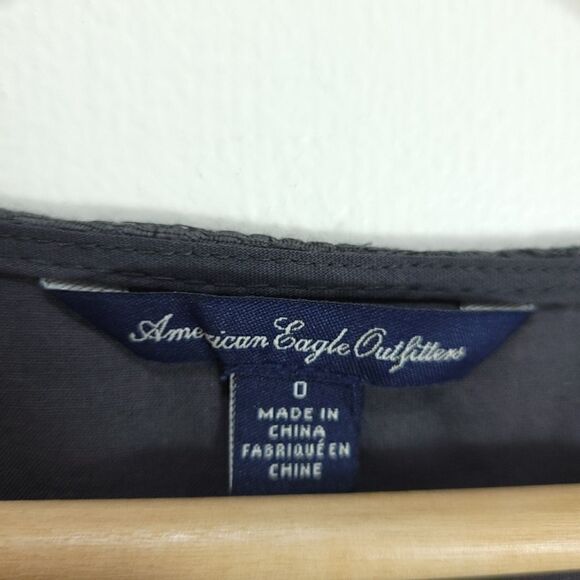 American Eagle Outfitters
0
MADE IN
CHINA
FABRIQUÉ EN
CHINE